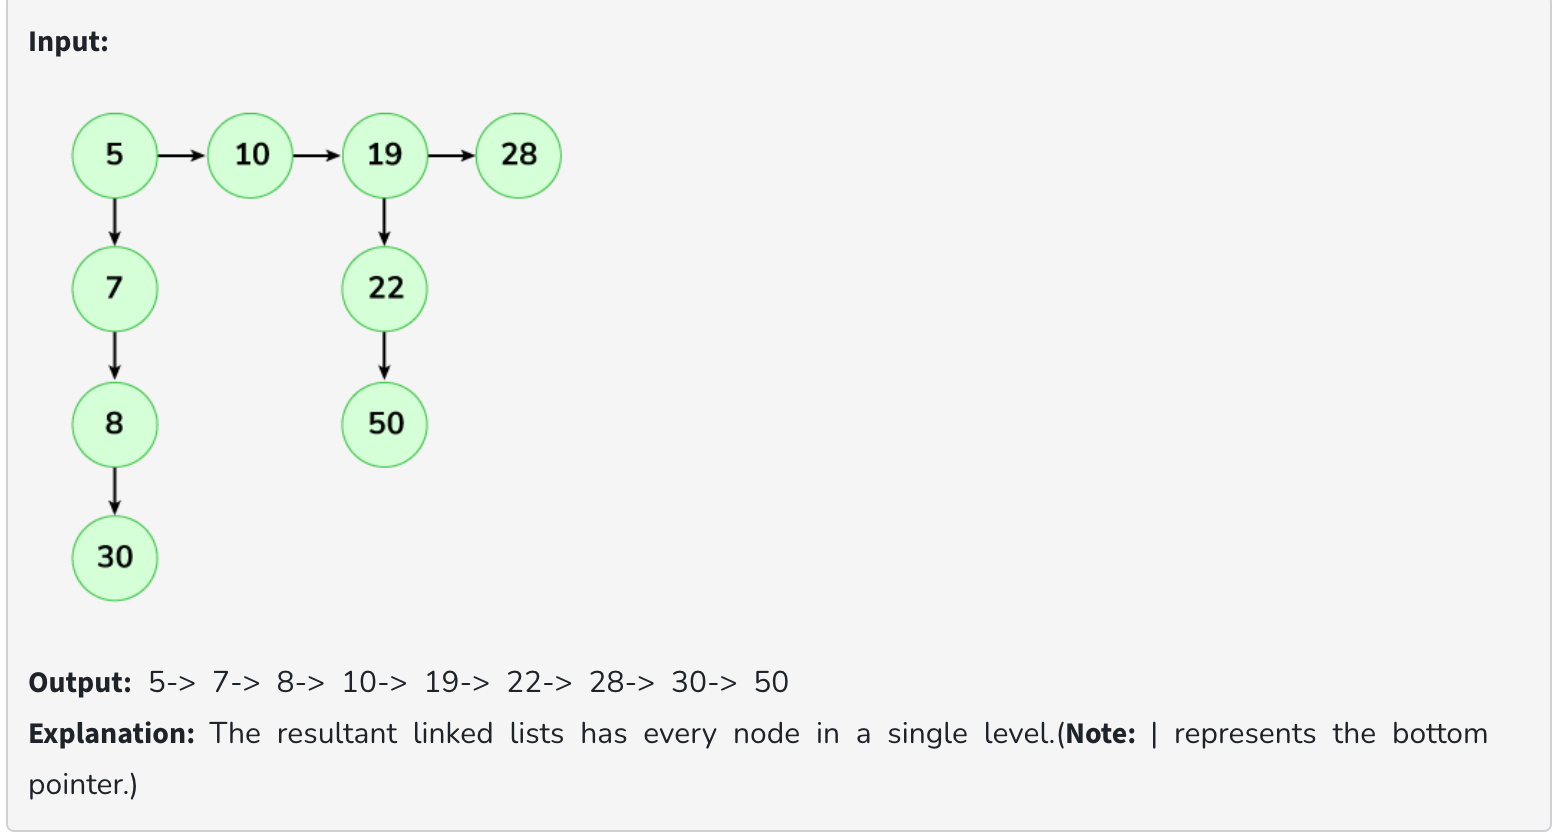 Input:
5 10 19 28
7 22
8 50
30
Output: 5-> 7-> 8-> 10-> 19-> 22-> 28-> 30-> 50
Explanation: The resultant linked lists has every node in a single level.(Note: | represents the bottom
pointer.)